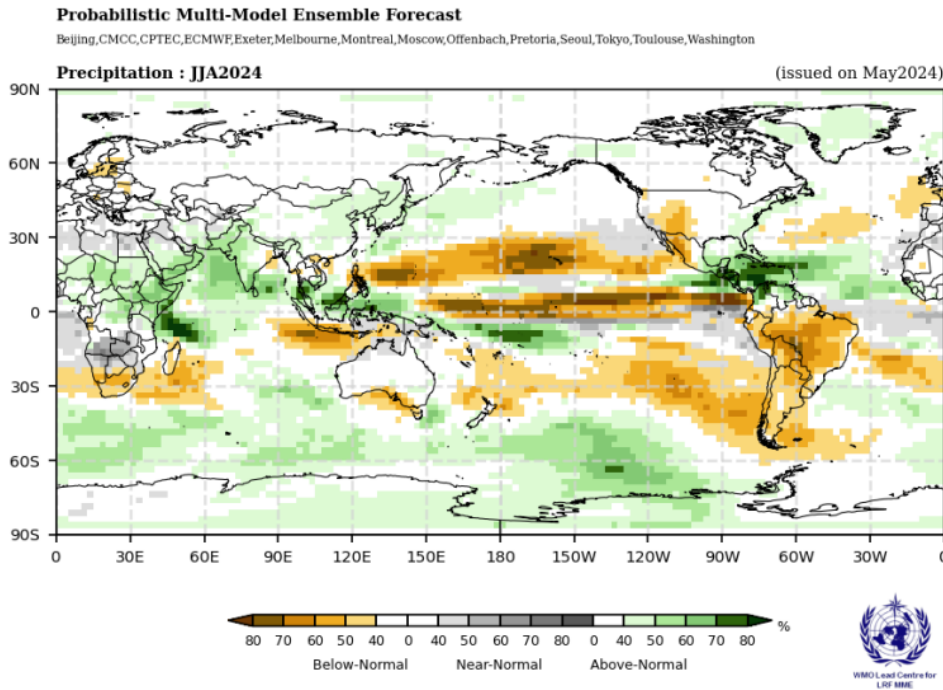 Probabilistic Multi-Model Ensemble Forecast
Beijing,CMCC,CPTEC,ECMWF,Exeter,Melbourne,Montreal,Moscow,Offenbach,Pretoria,Seoul,Tokyo,Toulouse,Washington
Precipitation : JJA2024 (issued on May2024)
90N
60N
30N
0
30S
60S
90S
0 30E 60E 90E 120E 150E 180 150W 120W 90W 60W 30W 0
80 70 60 50 40 0 40 50 60 70 80 0 40 50 60 70 80 %
Below-Normal Near-Normal Above-Normal
WMO Lead Centre for
LRF MME